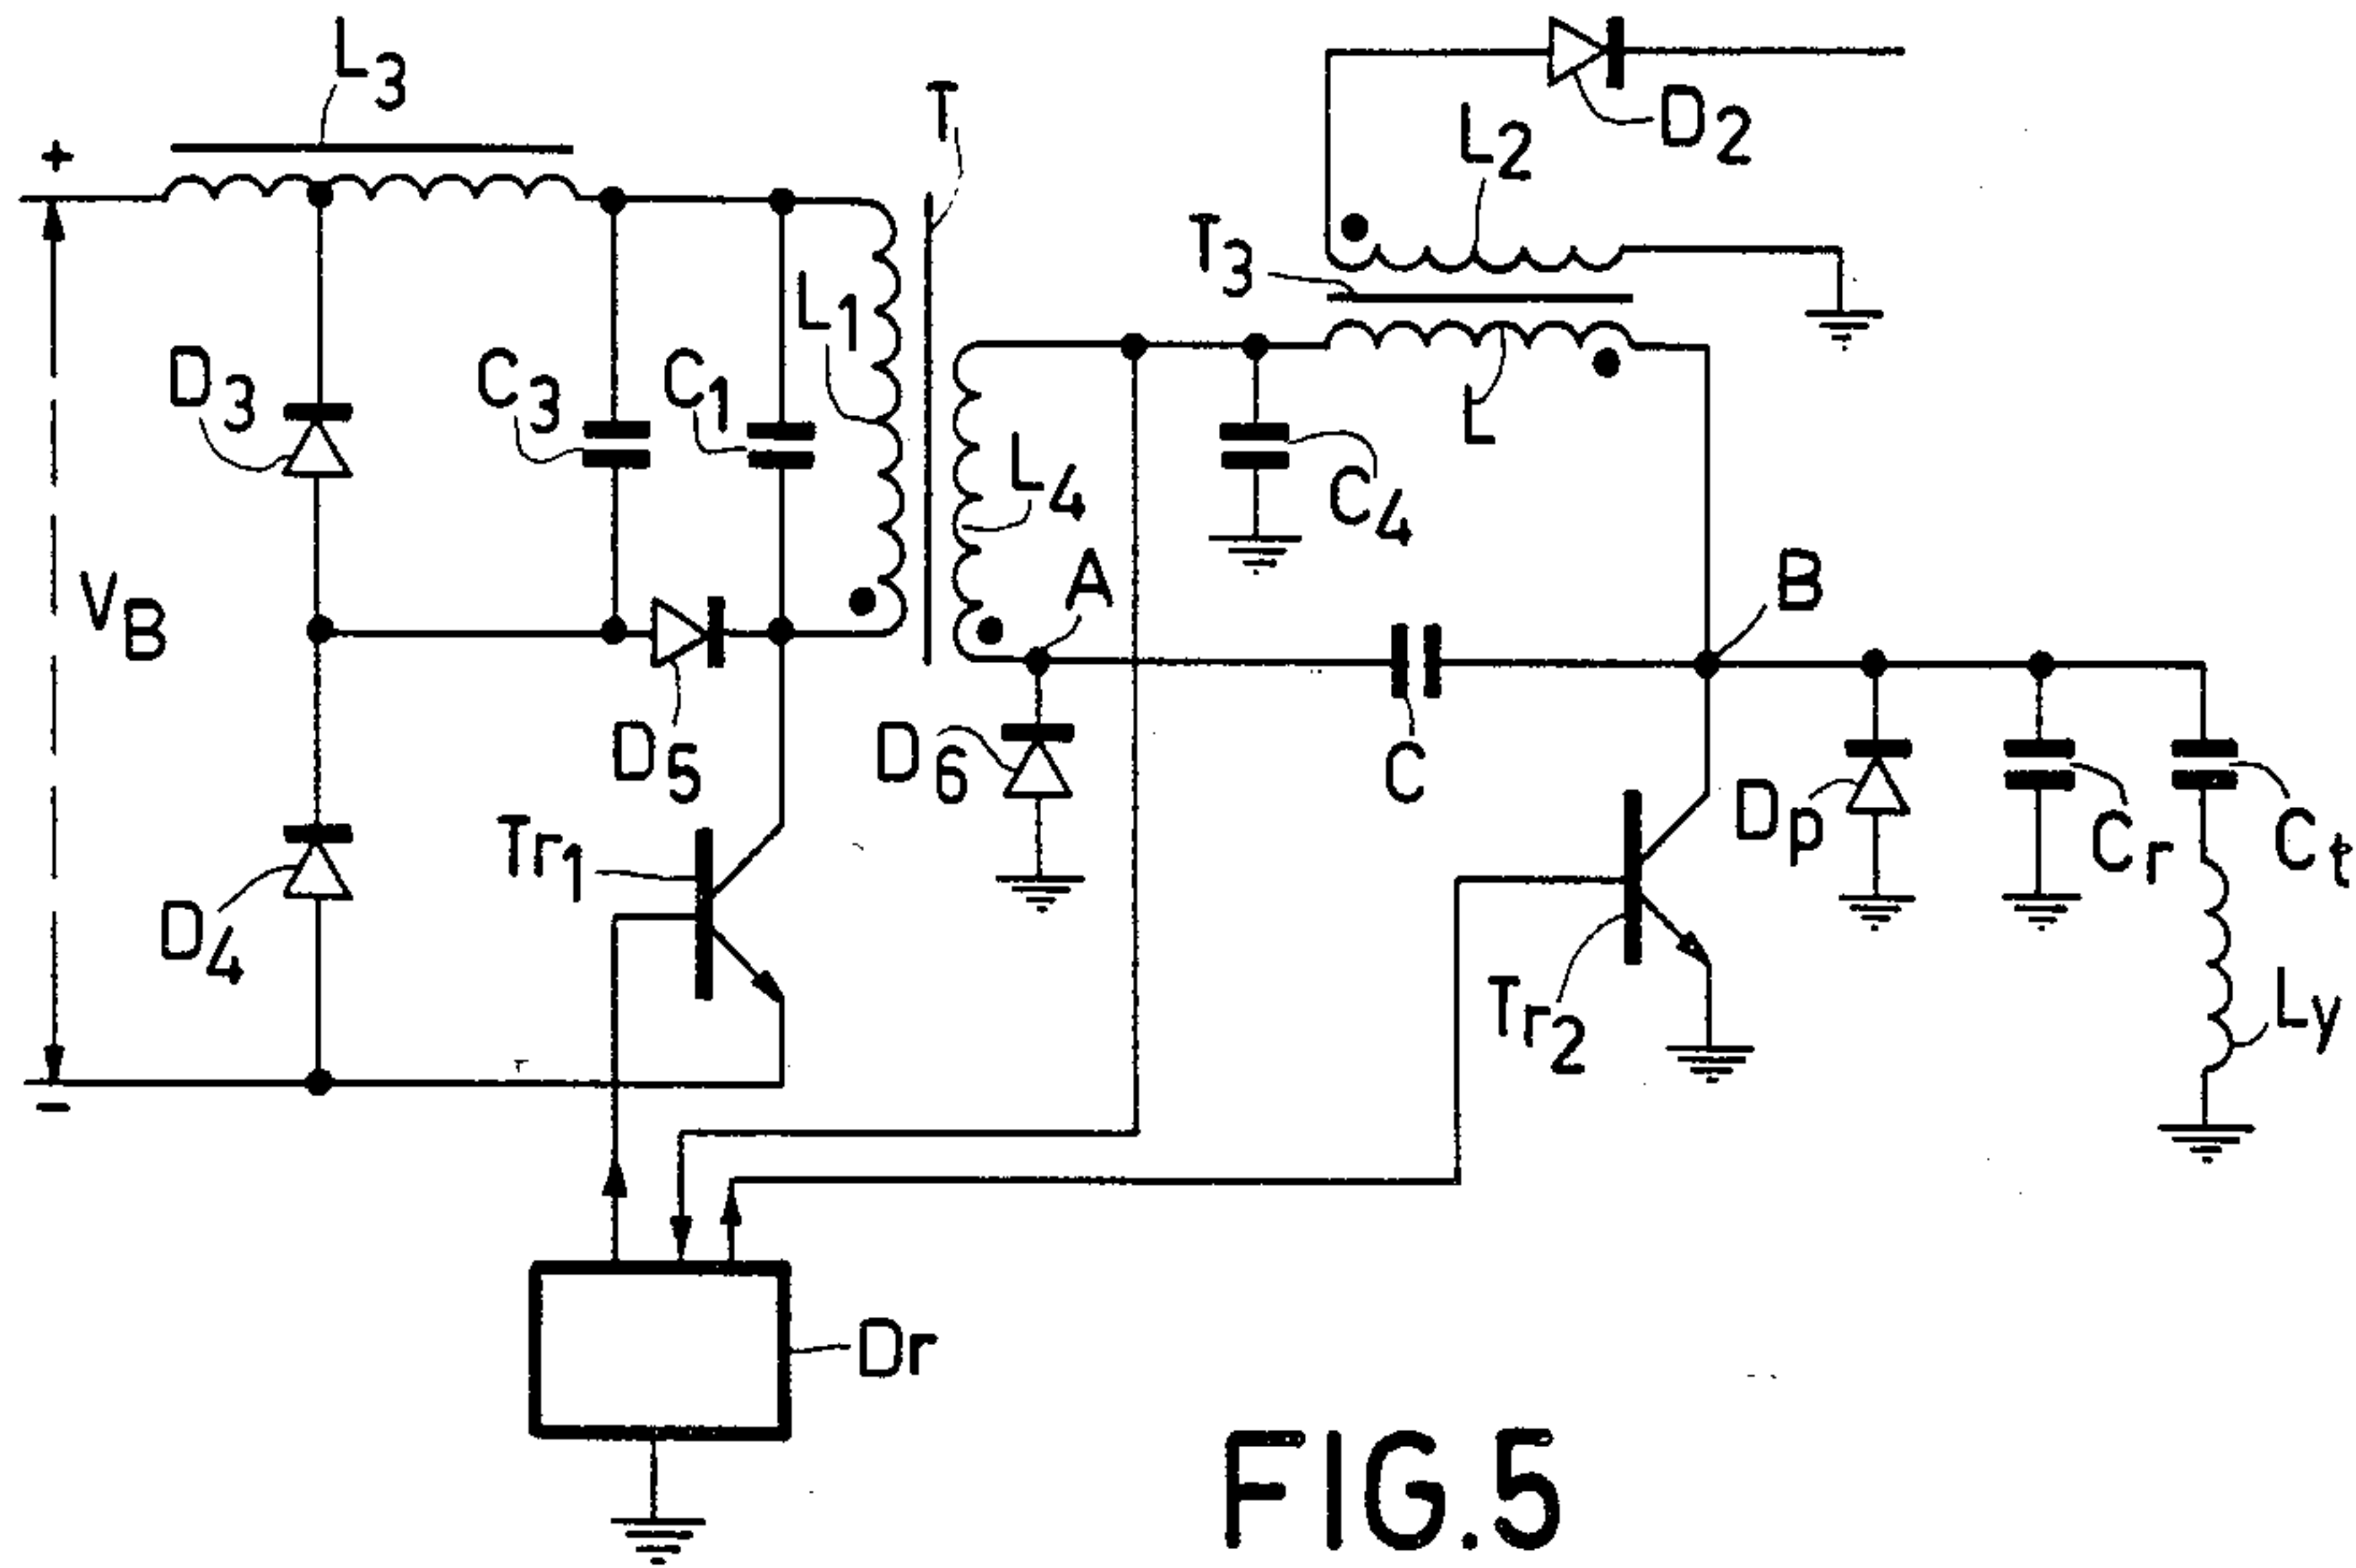 L3
T
D2
L2
+
T3
L1
D3
C3
C1
L
L4
C4
A
B
VB
D5
D6
C
Dp
Cr
Ct
Tr1
D4
Tr2
Ly
−
Dr
FIG.5